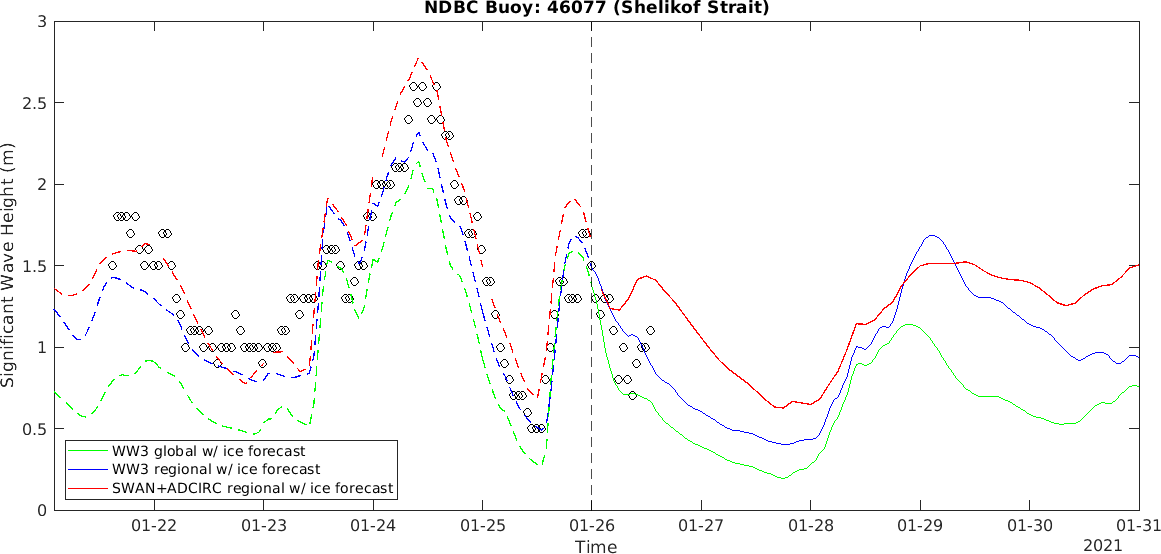 NDBC Buoy: 46077 (Shelikof Strait)
3
2.5
2
1.5
1
0.5
0
Significant Wave Height (m)
WW3 global w/ ice forecast
WW3 regional w/ ice forecast
SWAN+ADCIRC regional w/ ice forecast
01-22 01-23 01-24 01-25 01-26 01-27 01-28 01-29 01-30 01-31
Time
2021